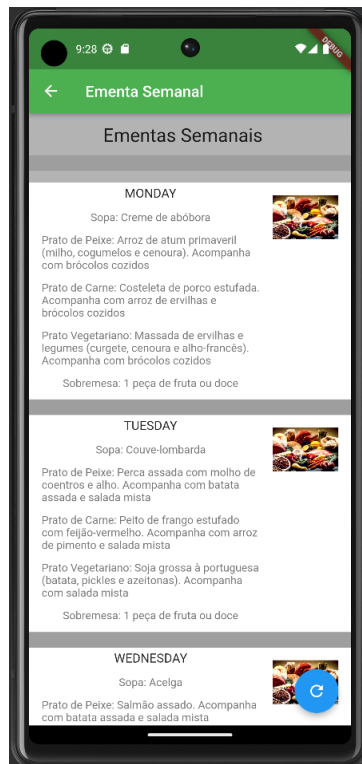 9:28
DEBUG
Ementa Semanal
Ementas Semanais
MONDAY
Sopa: Creme de abóbora
Prato de Peixe: Arroz de atum primaveril
(milho, cogumelos e cenoura). Acompanha
com brócolos cozidos
Prato de Carne: Costeleta de porco estufada.
Acompanha com arroz de ervilhas e
brócolos cozidos
Prato Vegetariano: Massada de ervilhas e
legumes (curgete, cenoura e alho-francês).
Acompanha com brócolos cozidos
Sobremesa: 1 peça de fruta ou doce
TUESDAY
Sopa: Couve-lombarda
Prato de Peixe: Perca assada com molho de
coentros e alho. Acompanha com batata
assada e salada mista
Prato de Carne: Peito de frango estufado
com feijão-vermelho. Acompanha com arroz
de pimento e salada mista
Prato Vegetariano: Soja grossa à portuguesa
(batata, pickles e azeitonas). Acompanha
com salada mista
Sobremesa: 1 peça de fruta ou doce
WEDNESDAY
Sopa: Acelga
Prato de Peixe: Salmão assado. Acompanha
com batata assada e salada mista